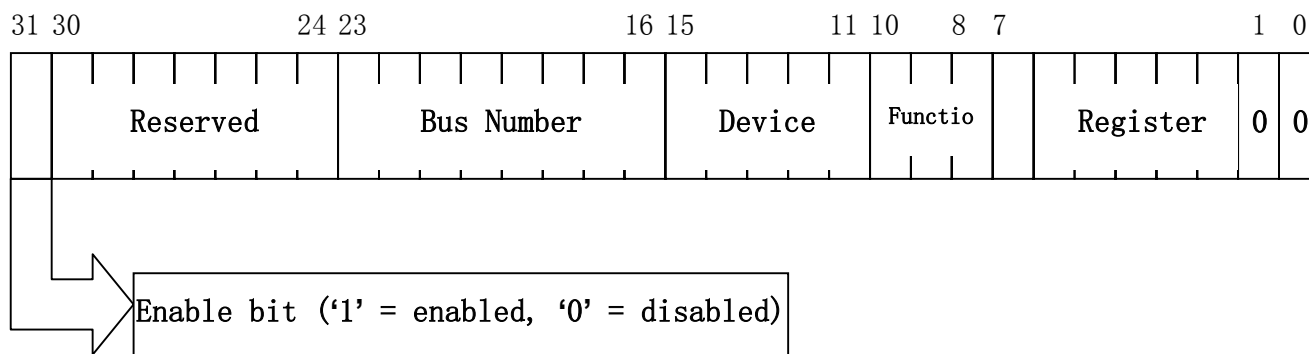 31 30 24 23 16 15 11 10 8 7 1 0
Reserved Bus Number Device Functio Register 0 0
Enable bit (‘1’ = enabled, ‘0’ = disabled)